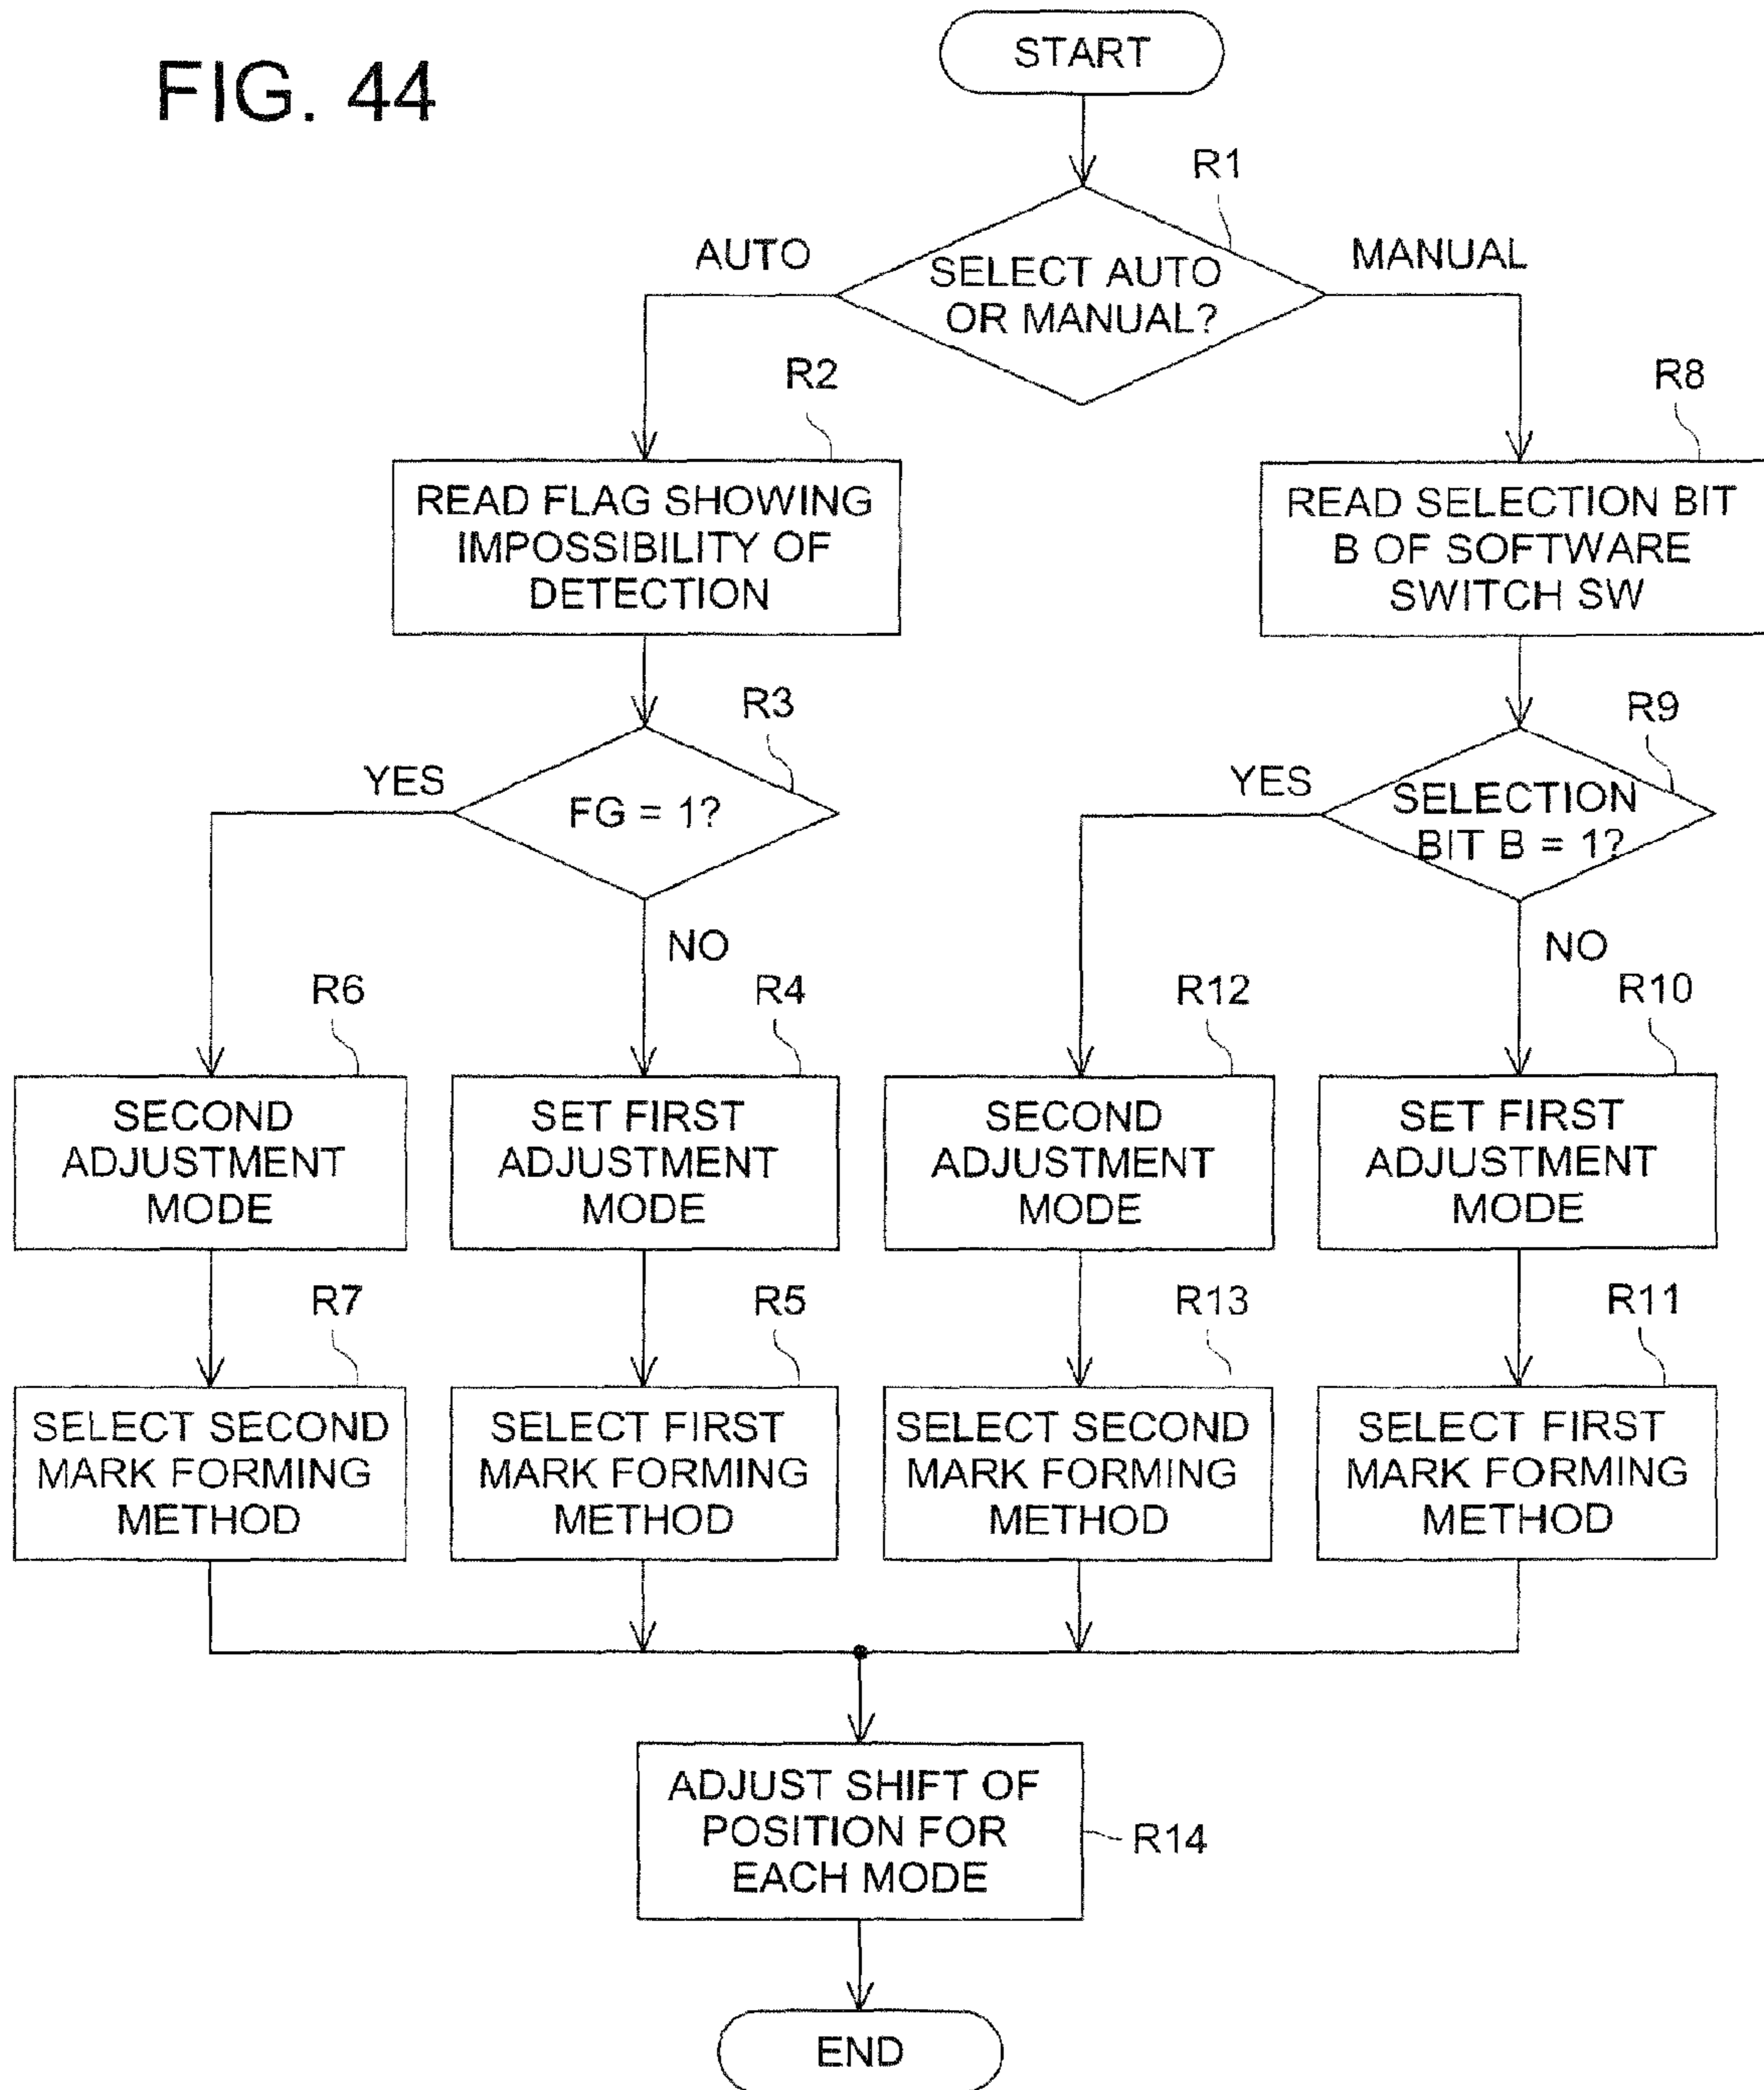 FIG. 44
START
R1
AUTO
MANUAL
SELECT AUTO
OR MANUAL?
R2
R8
READ FLAG SHOWING
IMPOSSIBILITY OF
DETECTION
READ SELECTION BIT
B OF SOFTWARE
SWITCH SW
R3
R9
YES
FG = 1?
YES
SELECTION
BIT B = 1?
NO
NO
R6
R4
R12
R10
SECOND
ADJUSTMENT
MODE
SET FIRST
ADJUSTMENT
MODE
SECOND
ADJUSTMENT
MODE
SET FIRST
ADJUSTMENT
MODE
R7
R5
R13
R11
SELECT SECOND
MARK FORMING
METHOD
SELECT FIRST
MARK FORMING
METHOD
SELECT SECOND
MARK FORMING
METHOD
SELECT FIRST
MARK FORMING
METHOD
ADJUST SHIFT OF
POSITION FOR
EACH MODE
R14
END